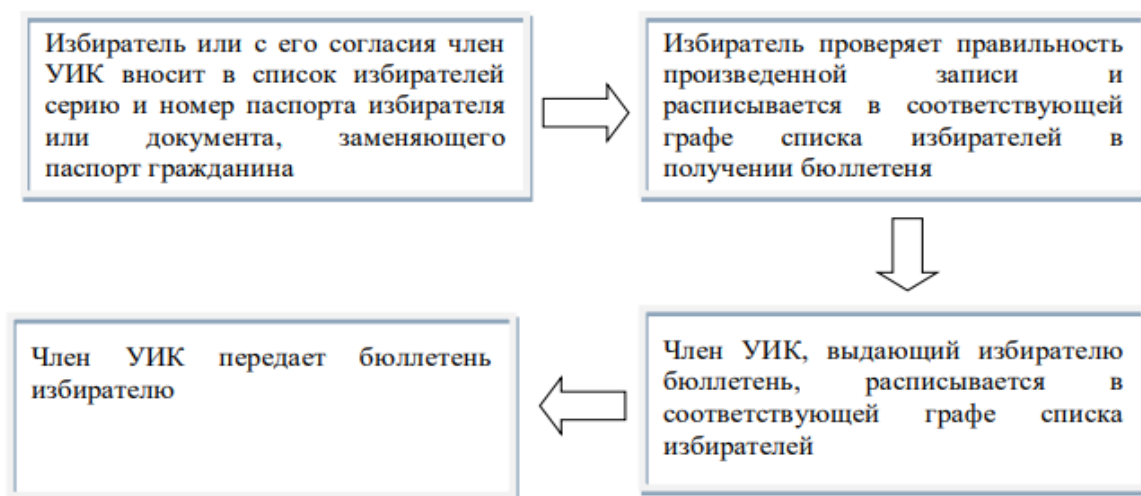 Избиратель или с его согласия член
УИК вносит в список избирателей
серию и номер паспорта избирателя
или документа, заменяющего
паспорт гражданина
Избиратель проверяет правильность
произведенной записи и
расписывается в соответствующей
графе списка избирателей в
получении бюллетеня
Член УИК, выдающий избирателю
бюллетень, расписывается в
соответствующей графе списка
избирателей
Член УИК передает бюллетень
избирателю